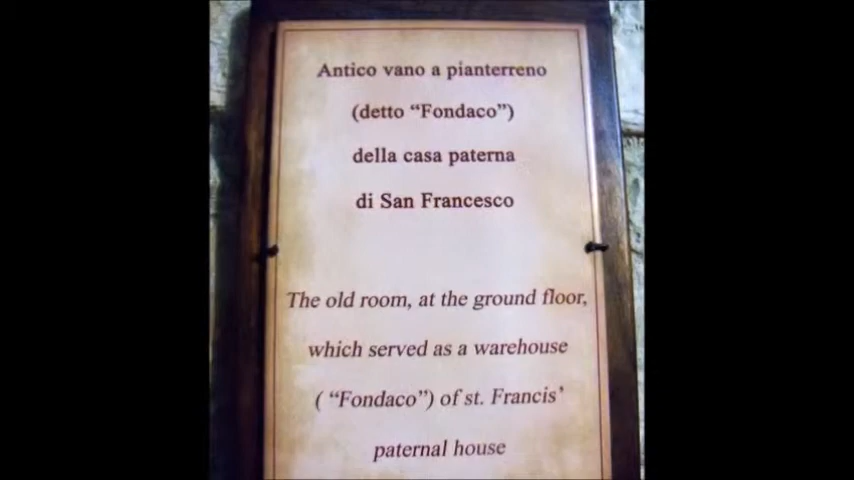 Antico vano a pianterreno
(detto “Fondaco”)
della casa paterna
di San Francesco
The old room, at the ground floor,
which served as a warehouse
( “Fondaco”) of st. Francis’
paternal house